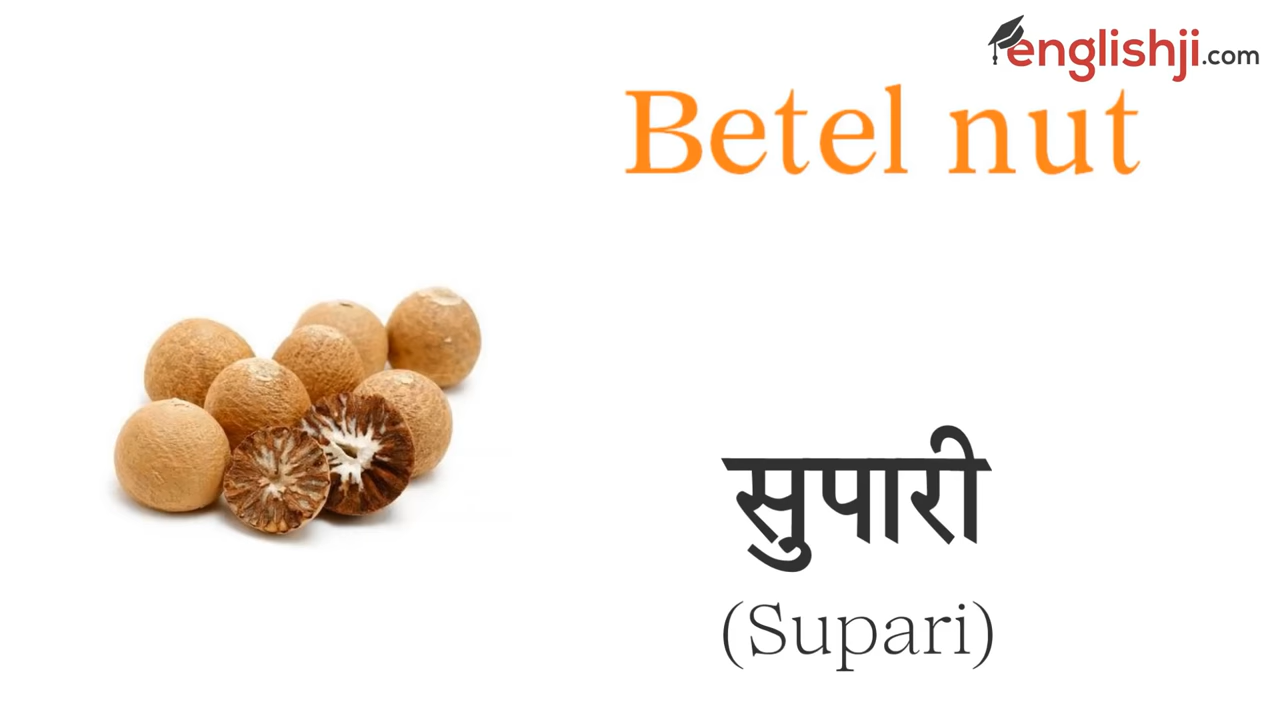 englishji.com
Betel nut
सुपारी
(Supari)